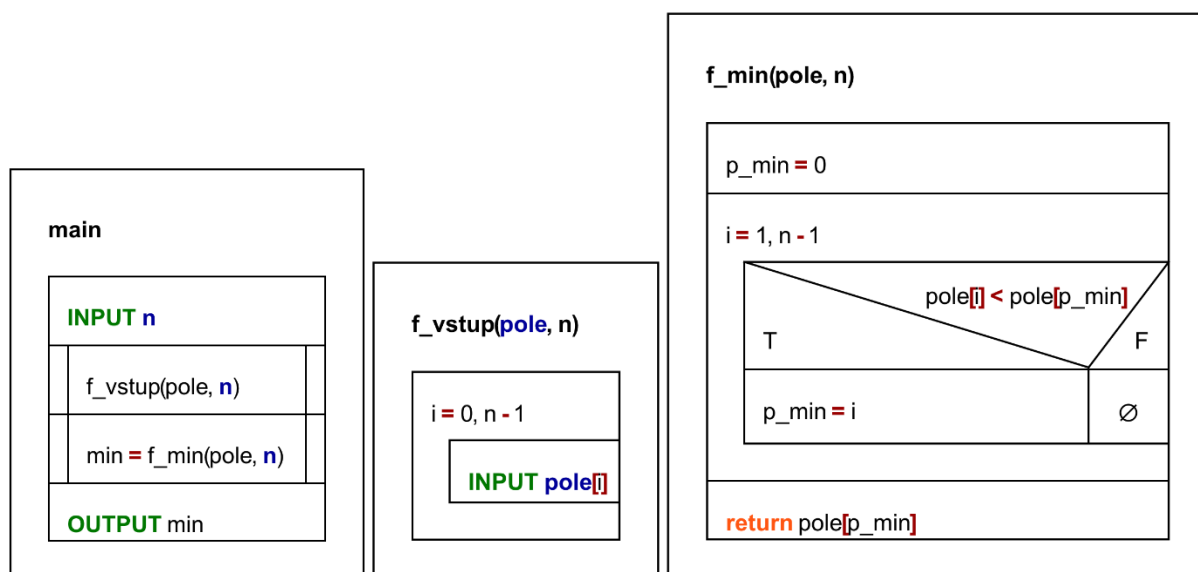 main
INPUT n
f_vstup(pole, n)
min = f_min(pole, n)
OUTPUT min
f_vstup(pole, n)
i = 0, n - 1
INPUT pole[i]
f_min(pole, n)
p_min = 0
i = 1, n - 1
pole[i] < pole[p_min]
T
F
p_min = i
∅
return pole[p_min]